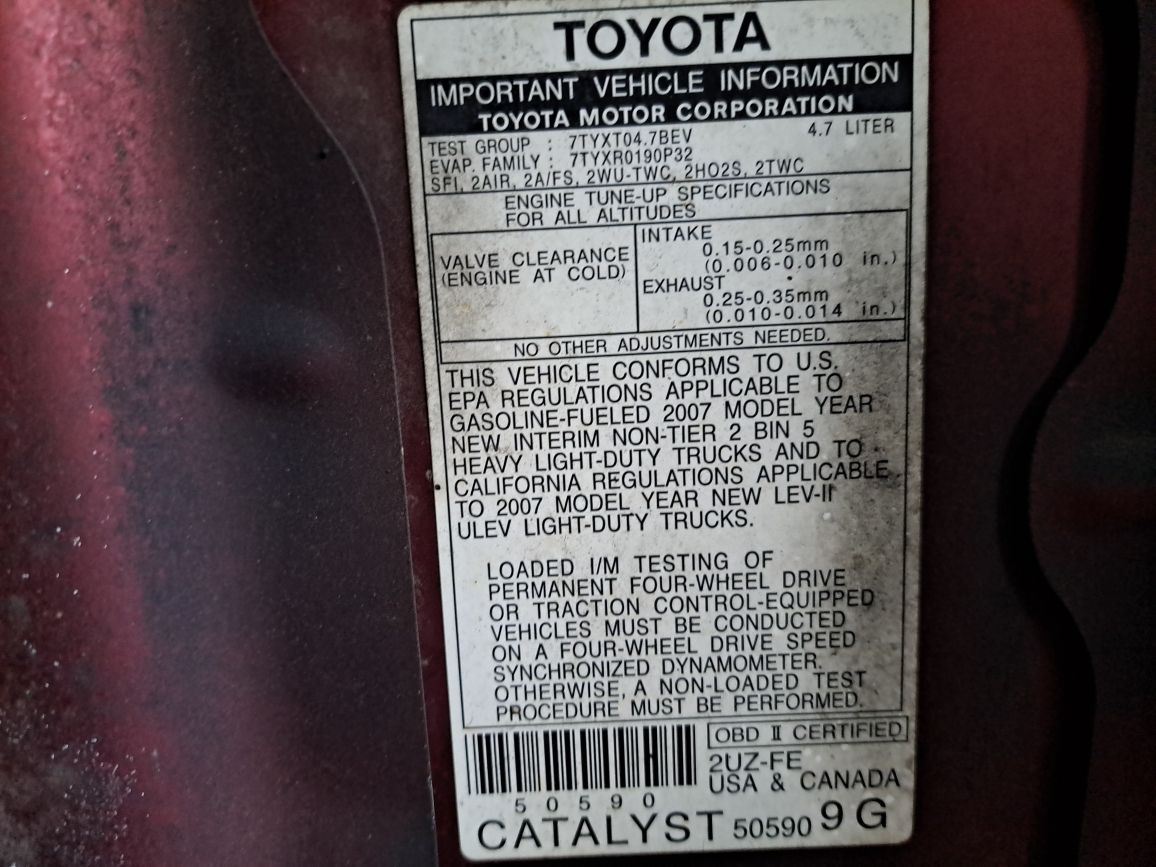 TOYOTA
IMPORTANT VEHICLE INFORMATION
TOYOTA MOTOR CORPORATION
TEST GROUP : 7TYXT04.7BEV 4.7 LITER
EVAP. FAMILY : 7TYXR0190P32
SFI, 2AIR, 2A/FS, 2WU-TWC, 2HO2S, 2TWC
ENGINE TUNE-UP SPECIFICATIONS
FOR ALL ALTITUDES
VALVE CLEARANCE
(ENGINE AT COLD)
INTAKE
0.15-0.25mm
(0.006-0.010 in.)
EXHAUST
0.25-0.35mm
(0.010-0.014 in.)
NO OTHER ADJUSTMENTS NEEDED.
THIS VEHICLE CONFORMS TO U.S.
EPA REGULATIONS APPLICABLE TO
GASOLINE-FUELED 2007 MODEL YEAR
NEW INTERIM NON-TIER 2 BIN 5
HEAVY LIGHT-DUTY TRUCKS AND TO
CALIFORNIA REGULATIONS APPLICABLE
TO 2007 MODEL YEAR NEW LEV-II
ULEV LIGHT-DUTY TRUCKS.
LOADED I/M TESTING OF
PERMANENT FOUR-WHEEL DRIVE
OR TRACTION CONTROL-EQUIPPED
VEHICLES MUST BE CONDUCTED
ON A FOUR-WHEEL DRIVE SPEED
SYNCHRONIZED DYNAMOMETER.
OTHERWISE, A NON-LOADED TEST
PROCEDURE MUST BE PERFORMED.
OBD II CERTIFIED
2UZ-FE
USA & CANADA
50590
CATALYST 50590 9G